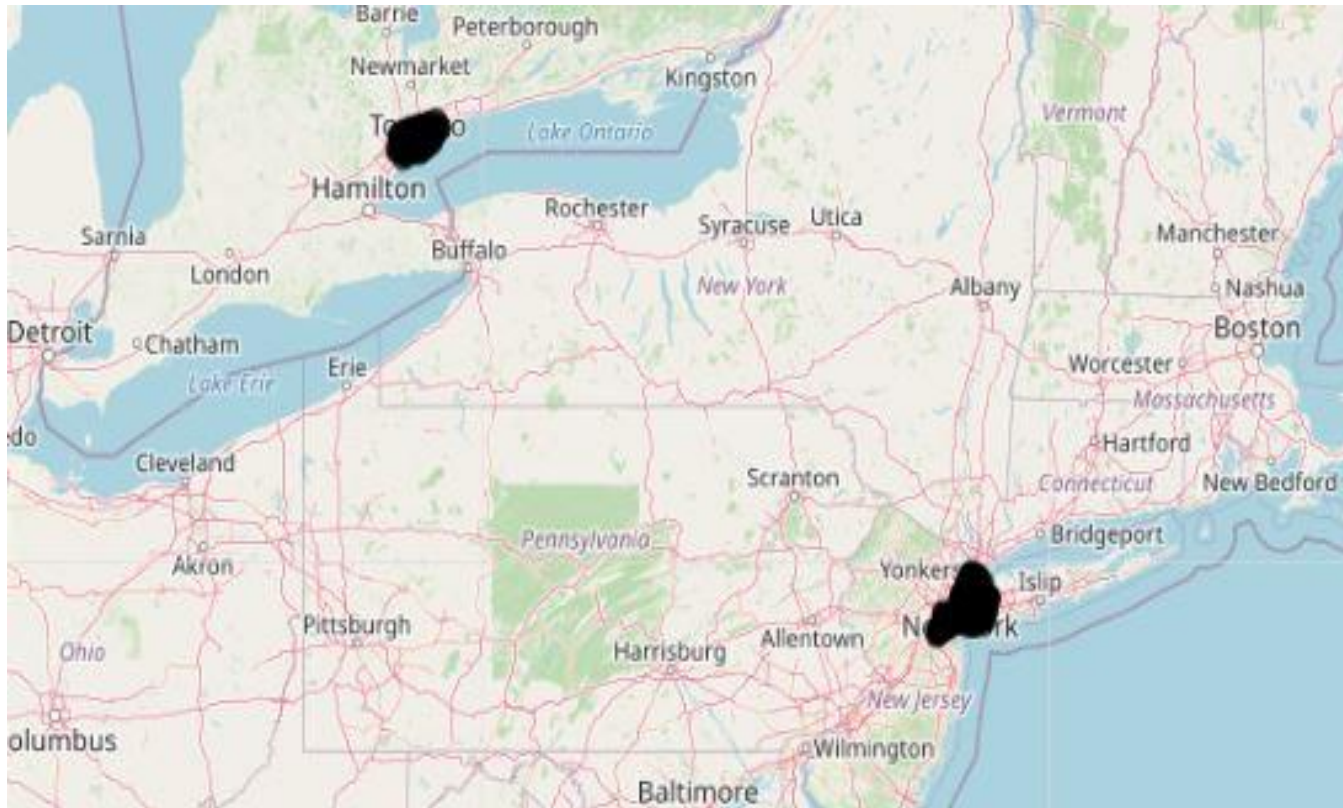 Barrie
Peterborough
Newmarket
Kingston
Vermont
Lake Ontario
Hamilton
Rochester
Syracuse
Utica
Manchester
Sarnia
Buffalo
London
New York
Albany
Nashua
Detroit
Boston
Chatham
Erie
Worcester
Lake Erie
Massachusetts
Hartford
Cleveland
Scranton
Connecticut
New Bedford
Pennsylvania
Bridgeport
Akron
Yonkers
Islip
Pittsburgh
Allentown
Ohio
Harrisburg
New Jersey
olumbus
Wilmington
Baltimore